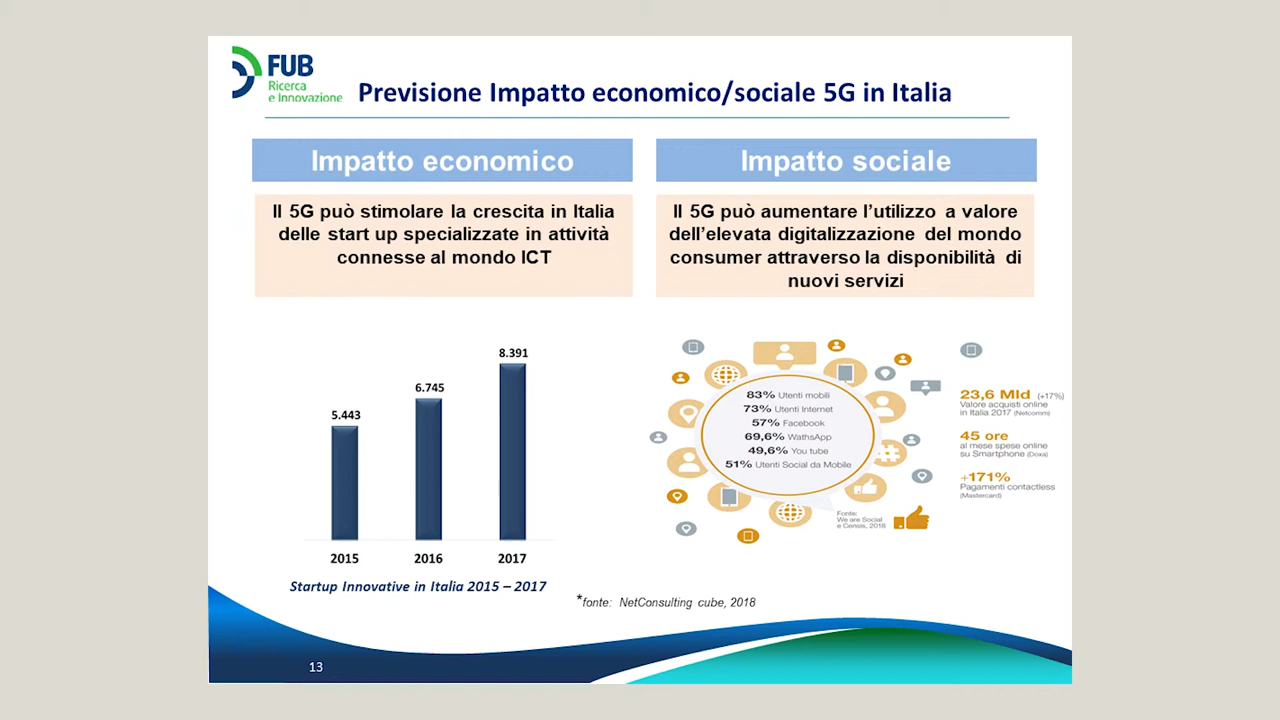 FUB
Ricerca
e Innovazione
Previsione Impatto economico/sociale 5G in Italia
Impatto economico
Il 5G può stimolare la crescita in Italia
delle start up specializzate in attività
connesse al mondo ICT
Impatto sociale
Il 5G può aumentare l’utilizzo a valore
dell’elevata digitalizzazione del mondo
consumer attraverso la disponibilità di
nuovi servizi
5.443
6.745
8.391
2015
2016
2017
Startup Innovative in Italia 2015 – 2017
83% Utenti mobili
73% Utenti Internet
57% Facebook
69,6% WathsApp
49,6% You tube
51% Utenti Social da Mobile
Fonte:
We are Social
e Censis, 2018
23,6 Mld (+17%)
Valore acquisti online
in Italia 2017 (Netcomm)
45 ore
al mese spese online
su Smartphone (Doxa)
+171%
Pagamenti contactless
(Mastercard)
*fonte: NetConsulting cube, 2018
13